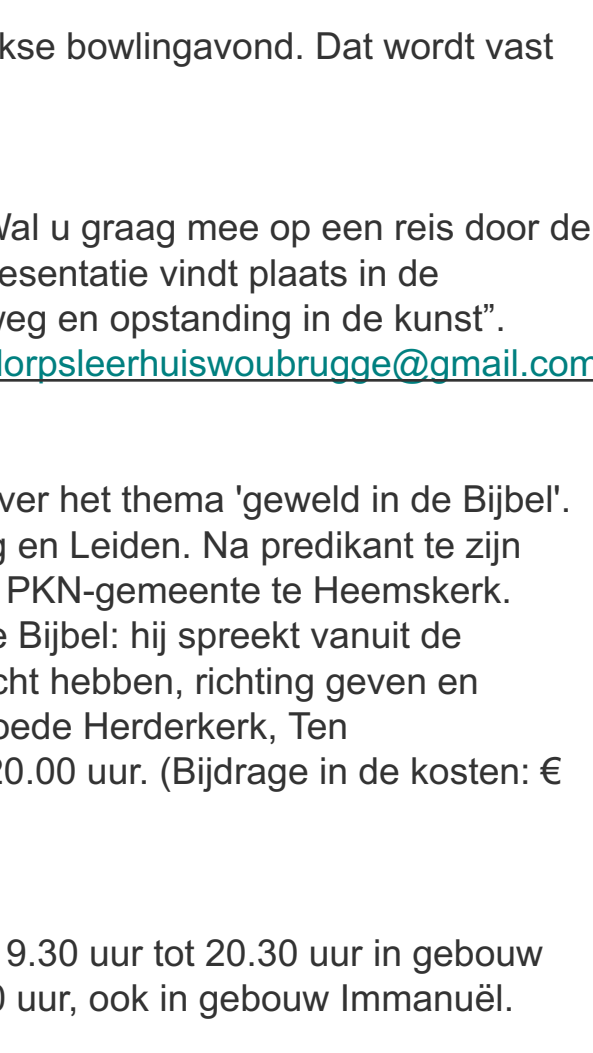 kse bowlingavond. Dat wordt vast
Wal u graag mee op een reis door de
esentatie vindt plaats in de
weg en opstanding in de kunst”.
dorpsleerhuiswoubrugge@gmail.com
ver het thema 'geweld in de Bijbel'.
g en Leiden. Na predikant te zijn
PKN-gemeente te Heemskerk.
e Bijbel: hij spreekt vanuit de
cht hebben, richting geven en
oede Herderkerk, Ten
20.00 uur. (Bijdrage in de kosten: €
9.30 uur tot 20.30 uur in gebouw
0 uur, ook in gebouw Immanuël.